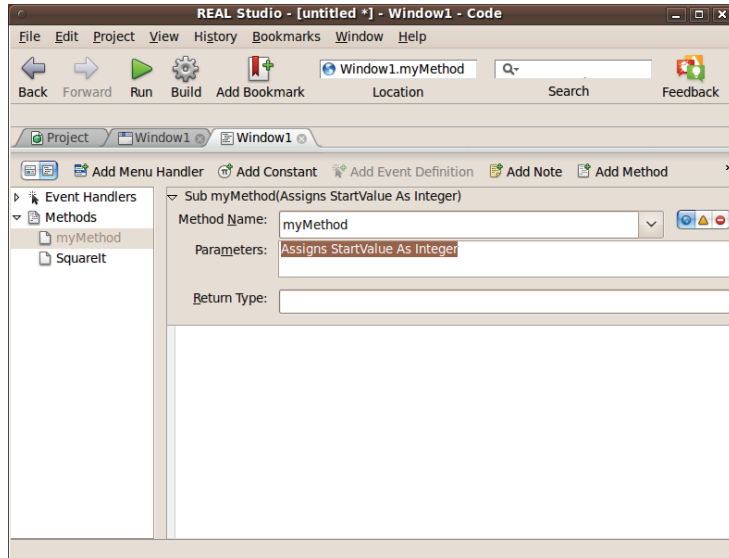 REAL Studio - [untitled *] - Window1 - Code
File Edit Project View History Bookmarks Window Help
Window1.myMethod
Back Forward Run Build Add Bookmark Location Search Feedback
Project Window1 Window1
Add Menu Handler Add Constant Add Event Definition Add Note Add Method
Event Handlers
Methods
myMethod
SquareIt
Sub myMethod(Assigns StartValue As Integer)
Method Name: myMethod
Parameters: Assigns StartValue As Integer
Return Type: